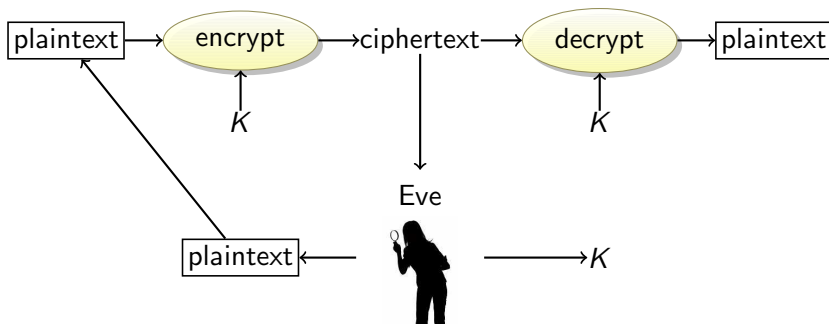 plaintext encrypt ciphertext decrypt plaintext
K K
Eve
plaintext K